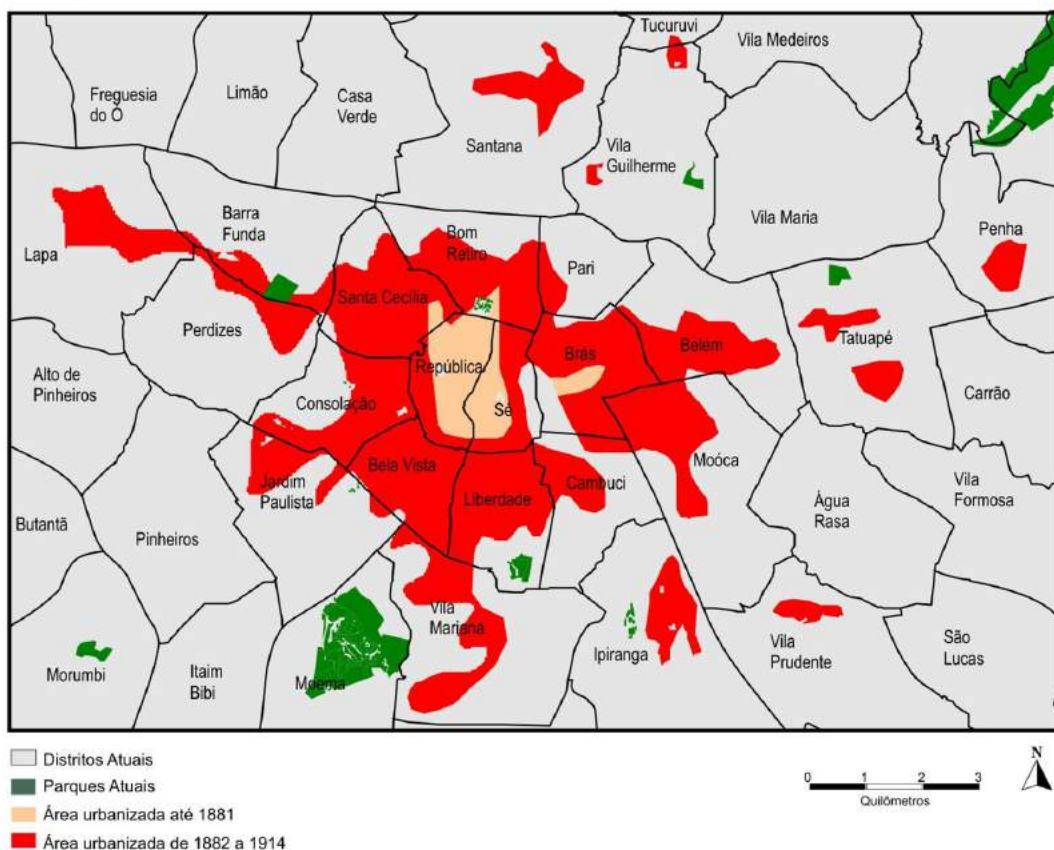 Tucuruvi
Vila Medeiros
Freguesia
do Ó
Limão
Casa
Verde
Santana
Vila
Guilherme
Vila Maria
Penha
Lapa
Barra
Funda
Bom
Retiro
Pari
Santa Cecília
Perdizes
República
Brás
Belém
Tatuapé
Alto de
Pinheiros
Consolação
Sé
Carrão
Bela Vista
Moóca
Jardim
Paulista
Liberdade
Cambuci
Água
Rasa
Vila
Formosa
Butantã
Pinheiros
Vila
Mariana
Ipiranga
Vila
Prudente
São
Lucas
Morumbi
Itaim
Bibi
Moema
Distritos Atuais
Parques Atuais
Área urbanizada até 1881
Área urbanizada de 1882 a 1914
0 1 2 3
Quilômetros
N